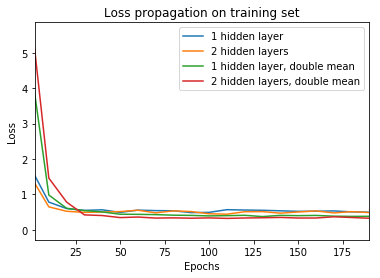 Loss propagation on training set
1 hidden layer
2 hidden layers
1 hidden layer, double mean
2 hidden layers, double mean
5
4
3
2
1
0
Loss
25 50 75 100 125 150 175
Epochs